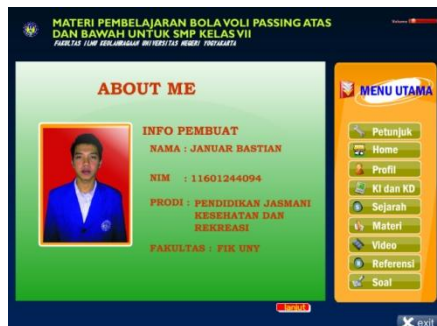 MATERI PEMBELAJARAN BOLA VOLI PASSING ATAS
DAN BAWAH UNTUK SMP KELAS VII
FAKULTAS ILMU KEOLAHRAGAAN UNIVERSITAS NEGERI YOGYAKARTA
Volume
ABOUT ME
INFO PEMBUAT
NAMA : JANUAR BASTIAN
NIM : 11601244094
PRODI : PENDIDIKAN JASMANI
KESEHATAN DAN
REKREASI
FAKULTAS : FIK UNY
lanjut
MENU UTAMA
Petunjuk
Home
Profil
KI dan KD
Sejarah
Materi
Video
Referensi
Soal
exit